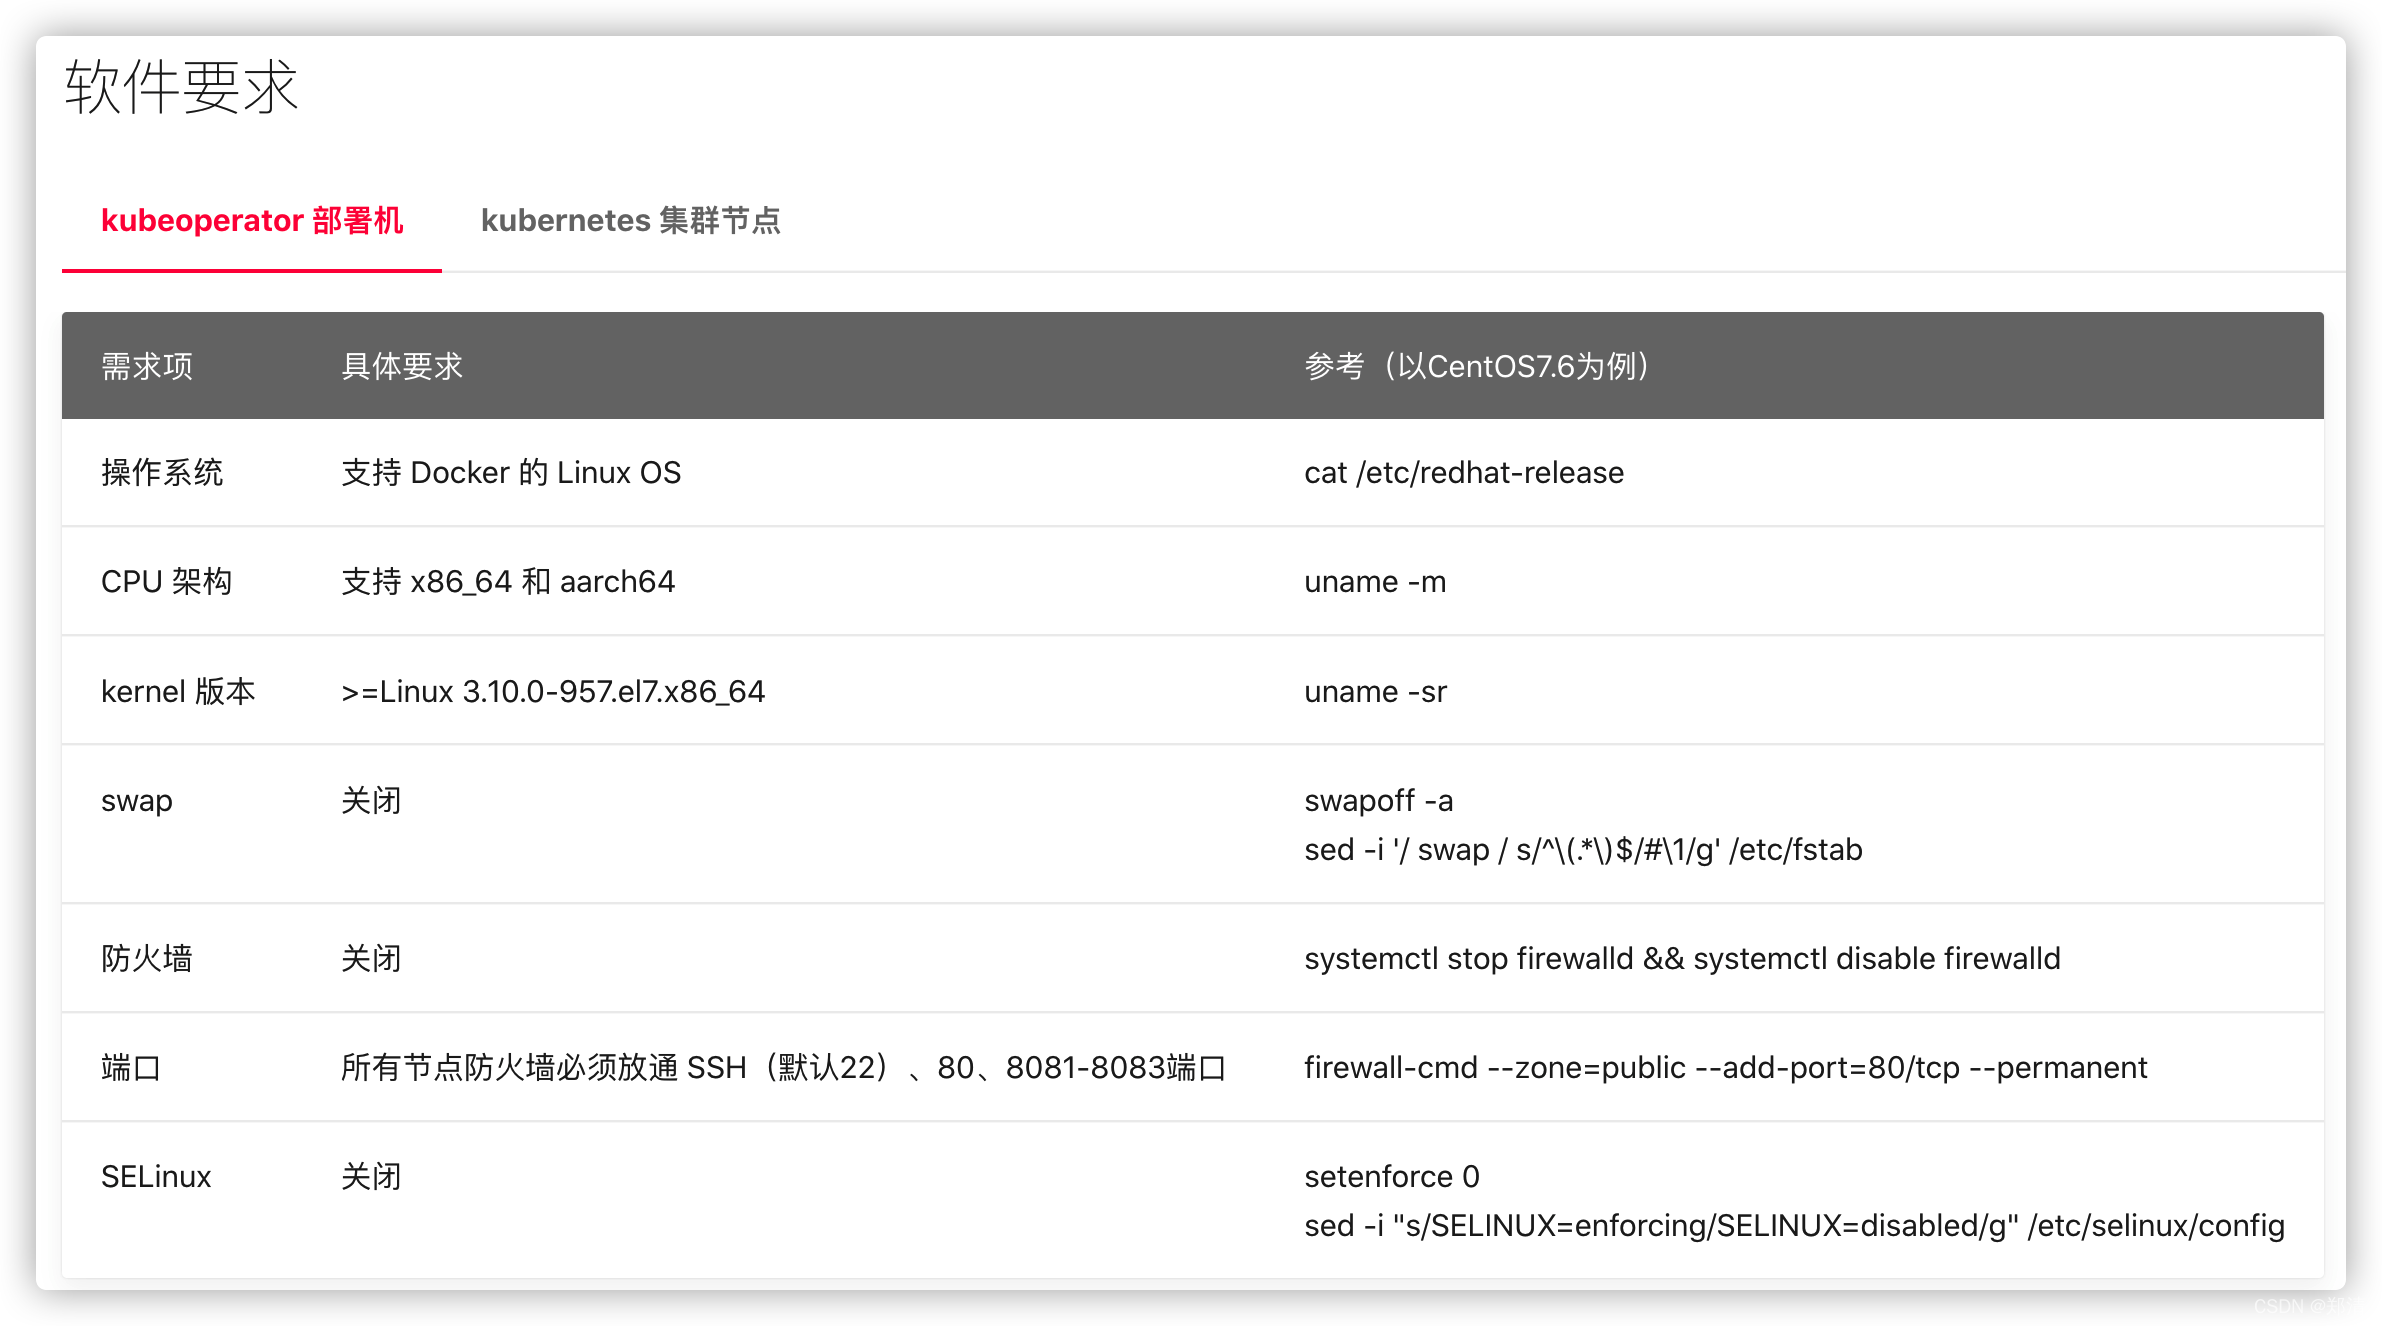 软件要求
kubeoperator 部署机
kubernetes 集群节点
需求项 具体要求 参考（以CentOS7.6为例）
操作系统 支持 Docker 的 Linux OS cat /etc/redhat-release
CPU 架构 支持 x86_64 和 aarch64 uname -m
kernel 版本 >=Linux 3.10.0-957.el7.x86_64 uname -sr
swap 关闭 swapoff -a
sed -i '/ swap / s/^\(.*\)$/#\1/g' /etc/fstab
防火墙 关闭 systemctl stop firewalld && systemctl disable firewalld
端口 所有节点防火墙必须放通 SSH（默认22）、80、8081-8083端口 firewall-cmd --zone=public --add-port=80/tcp --permanent
SELinux 关闭 setenforce 0
sed -i "s/SELINUX=enforcing/SELINUX=disabled/g" /etc/selinux/config
CSDN